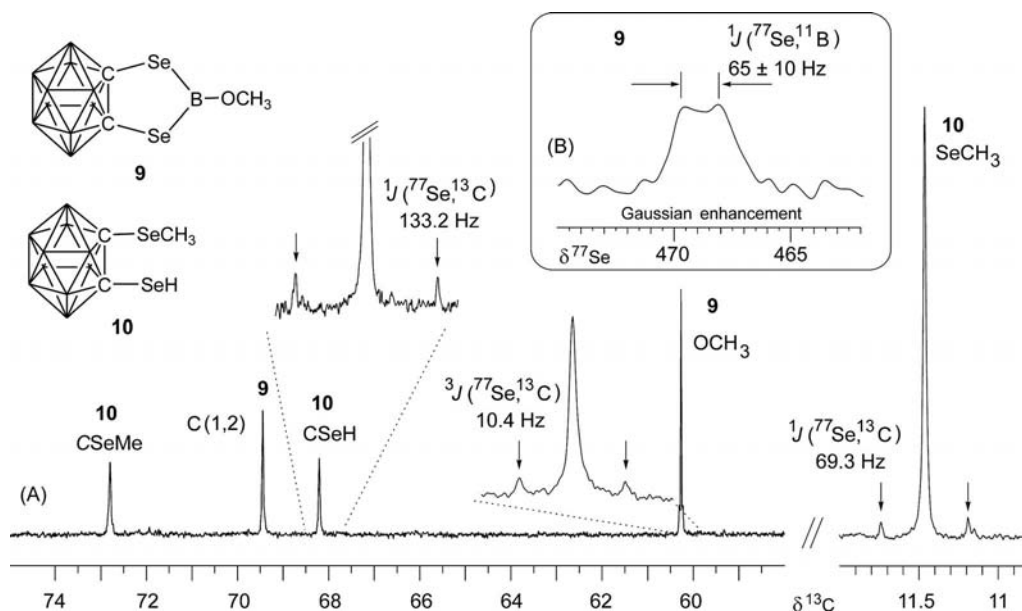 Se
C
B
OCH₃
C
Se
9
C
SeCH₃
C
SeH
10
¹J(⁷⁷Se,¹³C)
133.2 Hz
9
¹J(⁷⁷Se,¹¹B)
65 ± 10 Hz
(B)
Gaussian enhancement
δ⁷⁷Se
470
465
10
SeCH₃
10
CSeMe
9
C(1,2)
10
CSeH
³J(⁷⁷Se,¹³C)
10.4 Hz
9
OCH₃
¹J(⁷⁷Se,¹³C)
69.3 Hz
(A)
74 72 70 68 66 64 62 60 δ¹³C 11.5 11